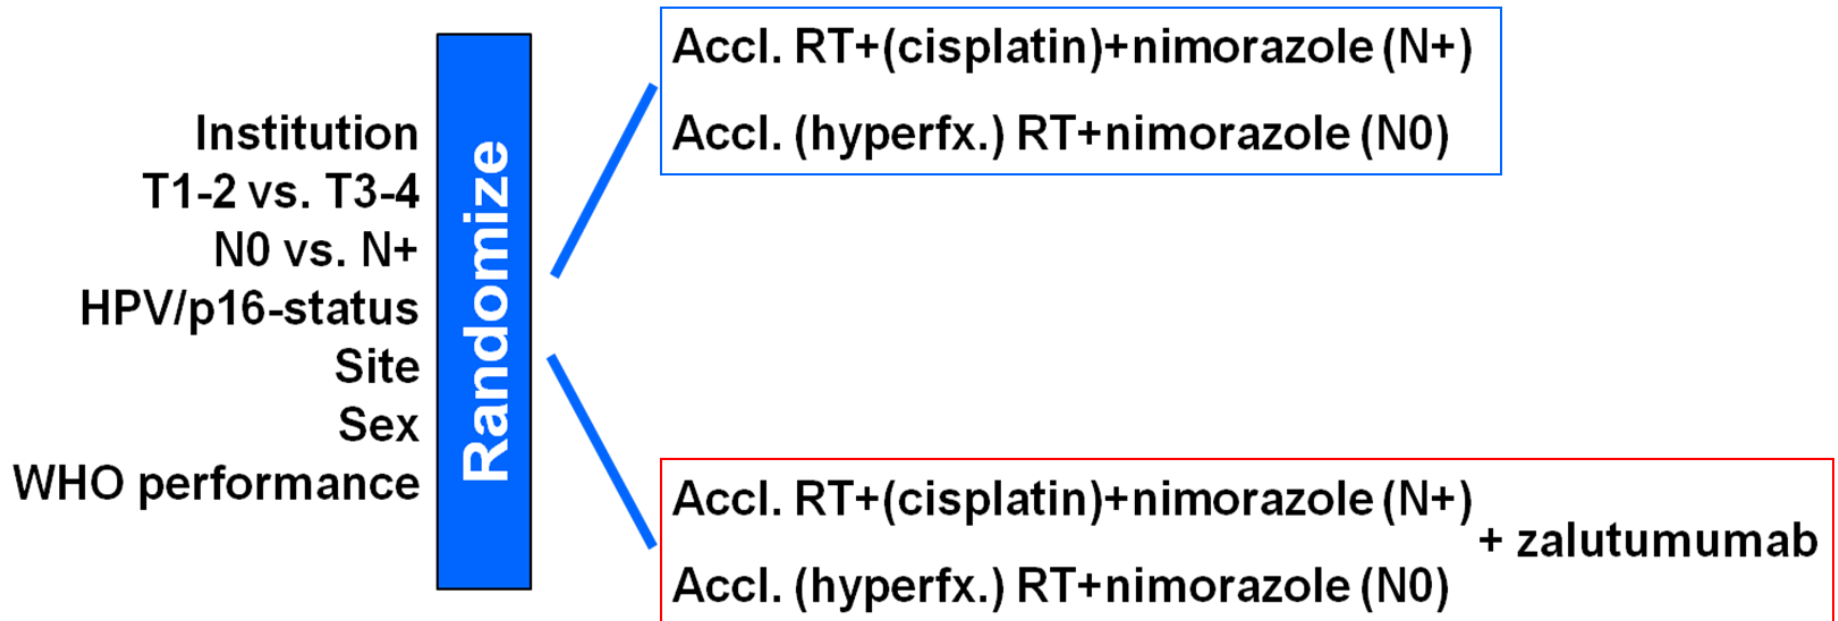 Institution
T1-2 vs. T3-4
N0 vs. N+
HPV/p16-status
Site
Sex
WHO performance
Randomize
Accl. RT+(cisplatin)+nimorazole (N+)
Accl. (hyperfx.) RT+nimorazole (N0)
Accl. RT+(cisplatin)+nimorazole (N+)
+ zalutumumab
Accl. (hyperfx.) RT+nimorazole (N0)